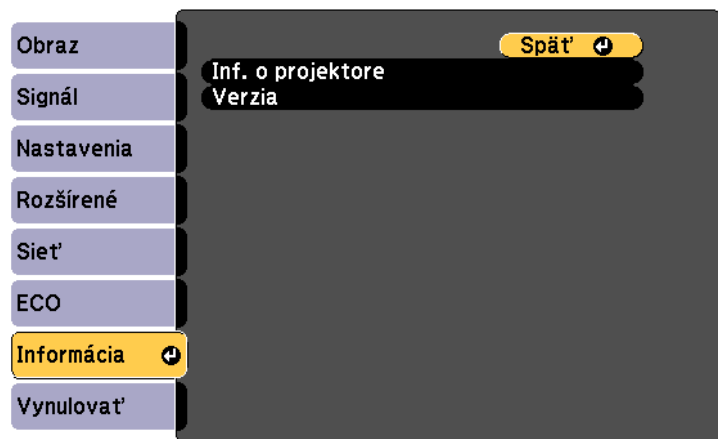 Obraz
Signál
Nastavenia
Rozšírené
Sieť
ECO
Informácia
Vynulovať
Späť
Inf. o projektore
Verzia